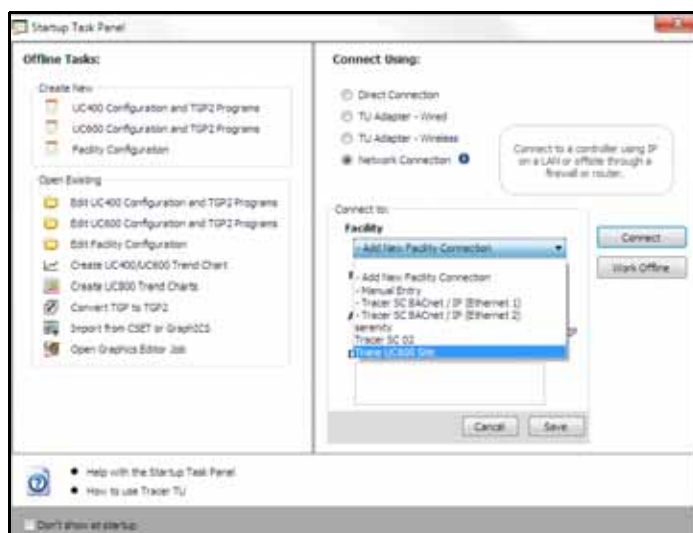 Startup Task Panel
Offline Tasks:
Create New
UC400 Configuration and TGP2 Programs
UC600 Configuration and TGP2 Programs
Facility Configuration
Open Existing
Edit UC400 Configuration and TGP2 Programs
Edit UC600 Configuration and TGP2 Programs
Edit Facility Configuration
Create UC400/UC600 Trend Chart
Create UC800 Trend Charts
Convert TGP to TGP2
Import from CSET or GraphICS
Open Graphics Editor Job
Connect Using:
Direct Connection
TU Adapter - Wired
TU Adapter - Wireless
Network Connection
Connect to a controller using IP
on a LAN or offsite through a
firewall or router.
Connect to:
Facility
- Add New Facility Connection
- Add New Facility Connection
- Manual Entry
- Tracer SC BACnet / IP (Ethernet 1)
- Tracer SC BACnet / IP (Ethernet 2)
serenity
Tracer SC 02
Trane UC600 Site
Connect
Work Offline
Cancel
Save
Help with the Startup Task Panel
How to use Tracer TU
Don't show at startup